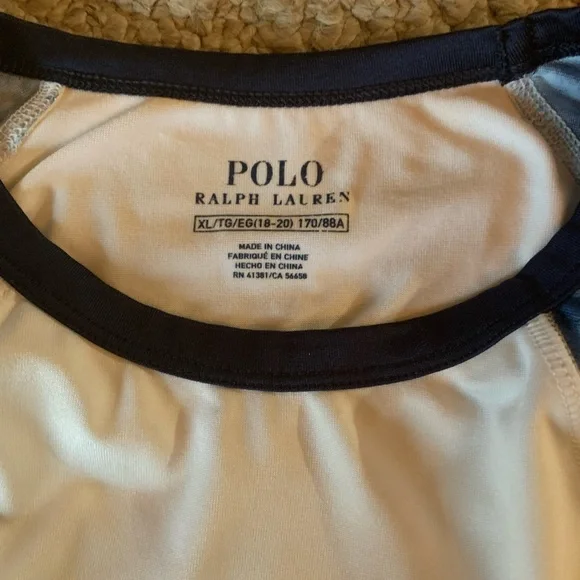 POLO
RALPH LAUREN
XL/TG/EG(18-20) 170/88A
MADE IN CHINA
FABRIQUÉ EN CHINE
HECHO EN CHINA
RN 41381/CA 56658